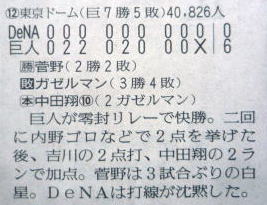 ⑫東京ドーム(巨7勝5敗)40,826人
DeNA 000 000 000 0
巨人 022 020 00X 6
勝菅野(2勝2敗)
敗ガゼルマン(3勝4敗)
本中田翔⑩(2ガゼルマン)
巨人が零封リレーで快勝。二回
に内野ゴロなどで2点を挙げた
後、吉川の2点打、中田翔の2ラ
ンで加点。菅野は3試合ぶりの白
星。DeNAは打線が沈黙した。